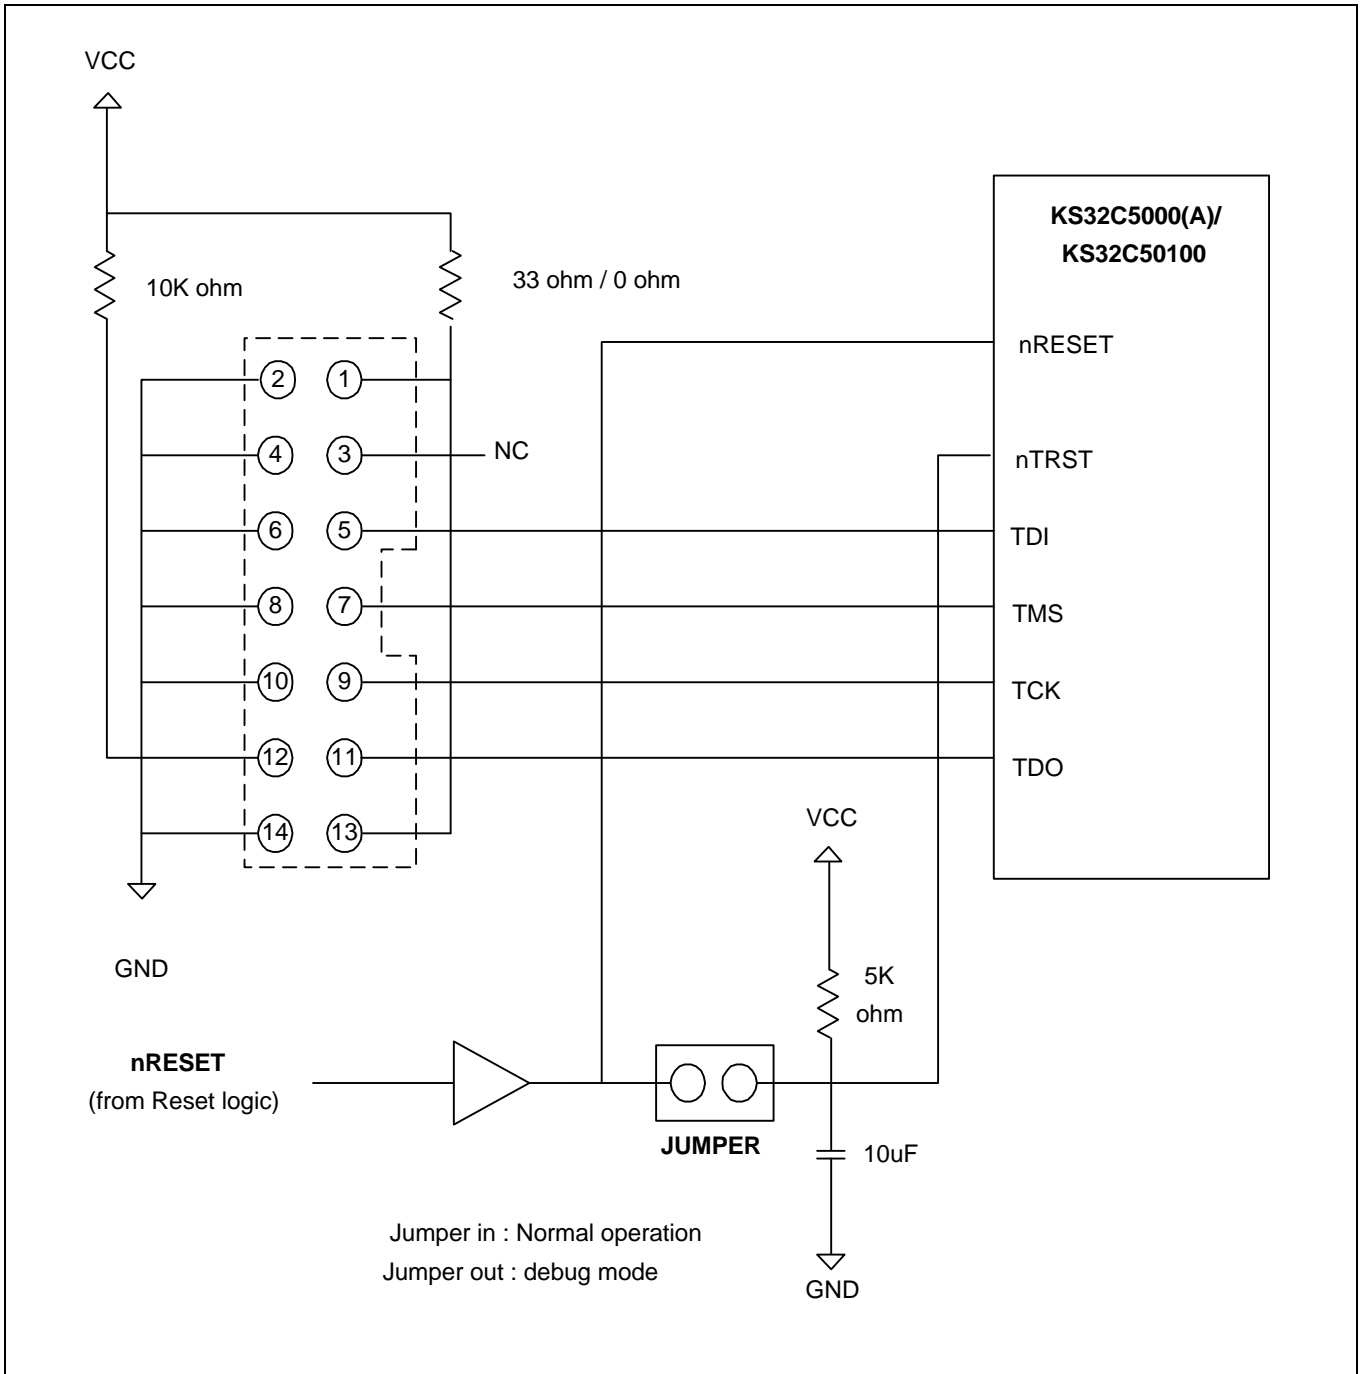 VCC
KS32C5000(A)/
KS32C50100
10K ohm
33 ohm / 0 ohm
nRESET
2 1
4 3 NC
nTRST
6 5
TDI
8 7
TMS
10 9
TCK
12 11
TDO
14 13
VCC
GND
5K
ohm
nRESET
(from Reset logic)
JUMPER
10uF
Jumper in : Normal operation
Jumper out : debug mode
GND